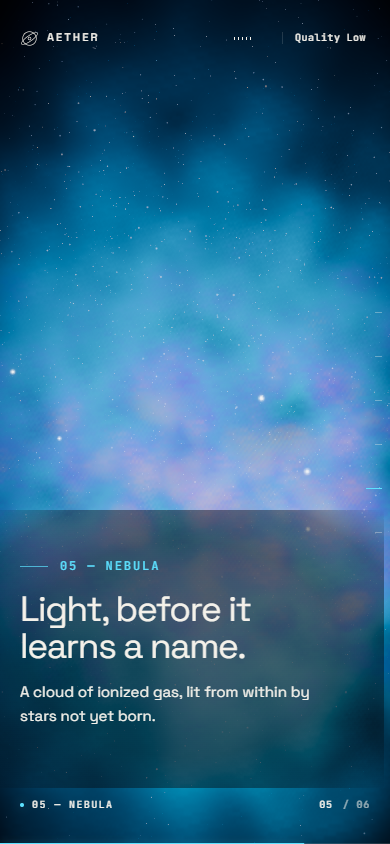 AETHER
Quality Low
05 — NEBULA
Light, before it
learns a name.
A cloud of ionized gas, lit from within by
stars not yet born.
05 — NEBULA
05 / 06